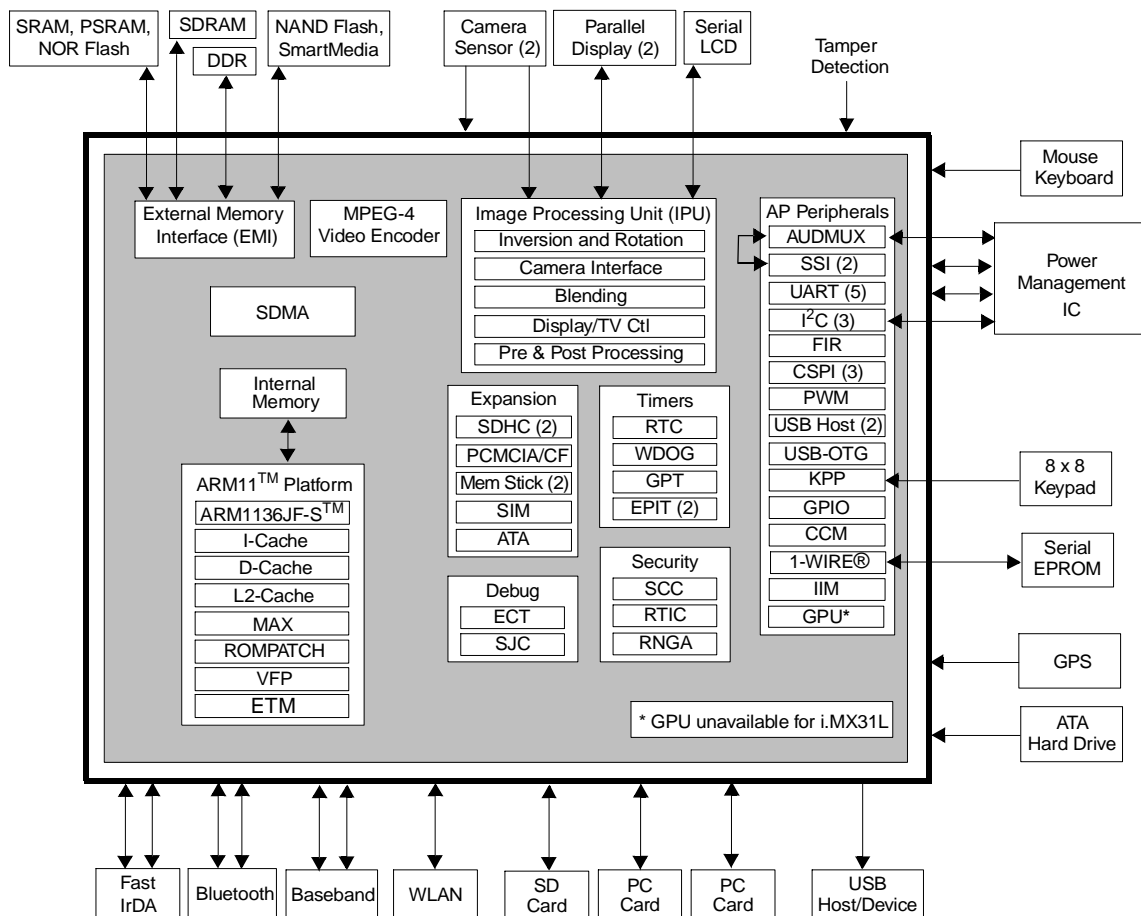 SRAM, PSRAM,
NOR Flash
SDRAM
DDR
NAND Flash,
SmartMedia
Camera
Sensor (2)
Parallel
Display (2)
Serial
LCD
Tamper
Detection
External Memory
Interface (EMI)
MPEG-4
Video Encoder
SDMA
Internal
Memory
ARM11™ Platform
ARM1136JF-S™
I-Cache
D-Cache
L2-Cache
MAX
ROMPATCH
VFP
ETM
Image Processing Unit (IPU)
Inversion and Rotation
Camera Interface
Blending
Display/TV Ctl
Pre & Post Processing
Expansion
SDHC (2)
PCMCIA/CF
Mem Stick (2)
SIM
ATA
Timers
RTC
WDOG
GPT
EPIT (2)
Debug
ECT
SJC
Security
SCC
RTIC
RNGA
AP Peripherals
AUDMUX
SSI (2)
UART (5)
I²C (3)
FIR
CSPI (3)
PWM
USB Host (2)
USB-OTG
KPP
GPIO
CCM
1-WIRE®
IIM
GPU*
* GPU unavailable for i.MX31L
Mouse
Keyboard
Power
Management
IC
8 x 8
Keypad
Serial
EPROM
GPS
ATA
Hard Drive
Fast
IrDA
Bluetooth
Baseband
WLAN
SD
Card
PC
Card
PC
Card
USB
Host/Device